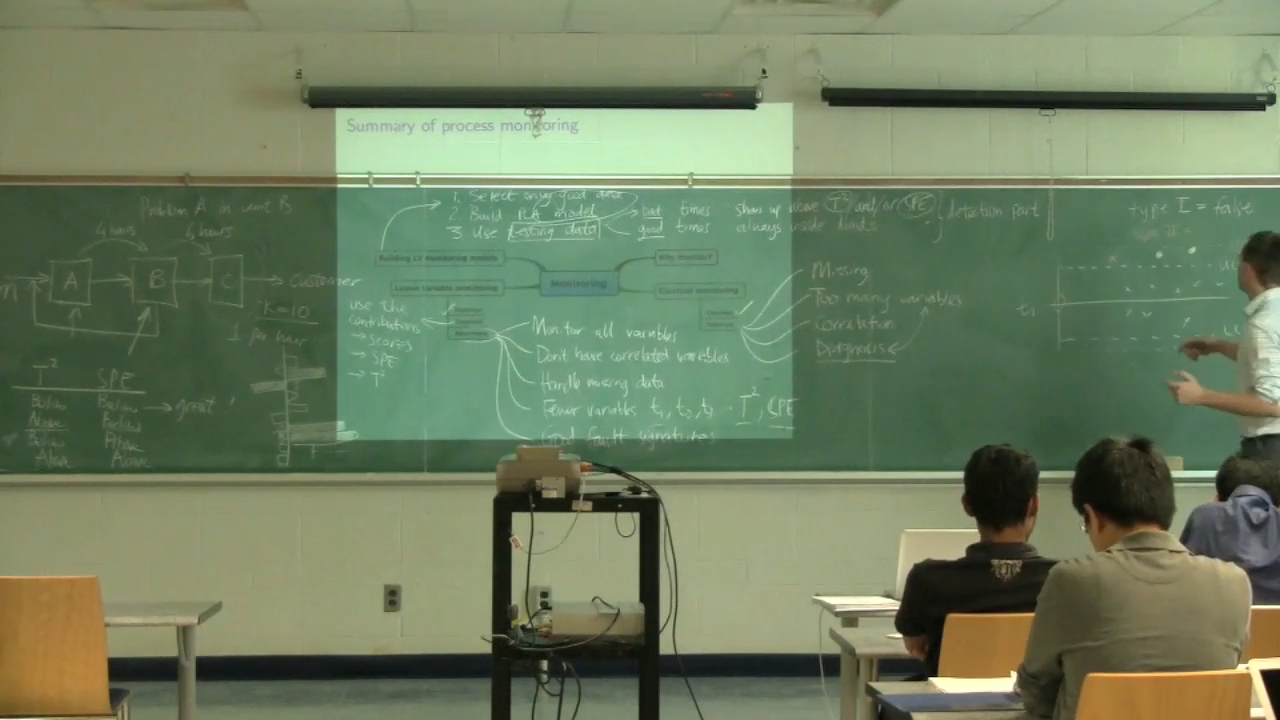 Summary of process monitoring
1. Select only good data
2. Build PCA model
3 Use testing data
bad times show up above T² and/or SPE
good times always inside limits
detection part
type I = false
Problem A in unit B
4 hours 6 hours
A B C customer
K=10
1 per hour
T² SPE
Below Below → great!
Above
Below Above
Above Above
Building LV monitoring models
Why monitor?
Monitoring
Latent variable monitoring
Classical monitoring
use the
contributions
→ scores
→ SPE
→ T²
Monitor all variables
Don't have correlated variables
Handle missing data
Fewer variables t₁, t₂, t₃ T², SPE
Good fault signatures
Missing
Too many variables
Correlation
Diagnosis
t₁